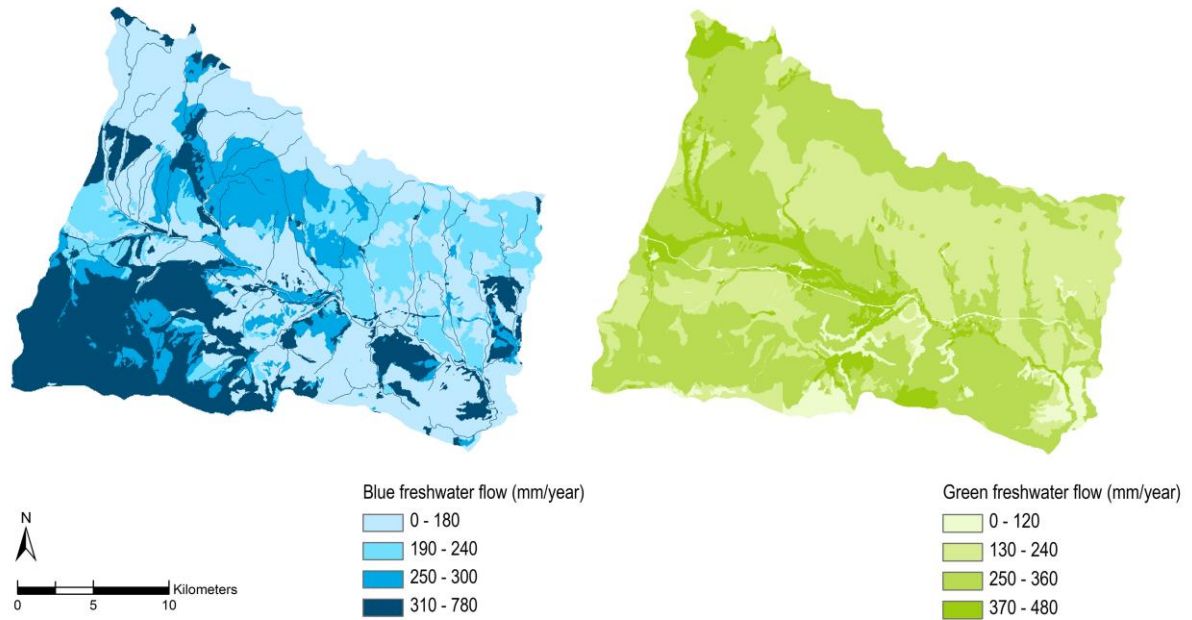 Blue freshwater flow (mm/year)
0 - 180
190 - 240
250 - 300
310 - 780
Green freshwater flow (mm/year)
0 - 120
130 - 240
250 - 360
370 - 480
N
Kilometers
0 5 10